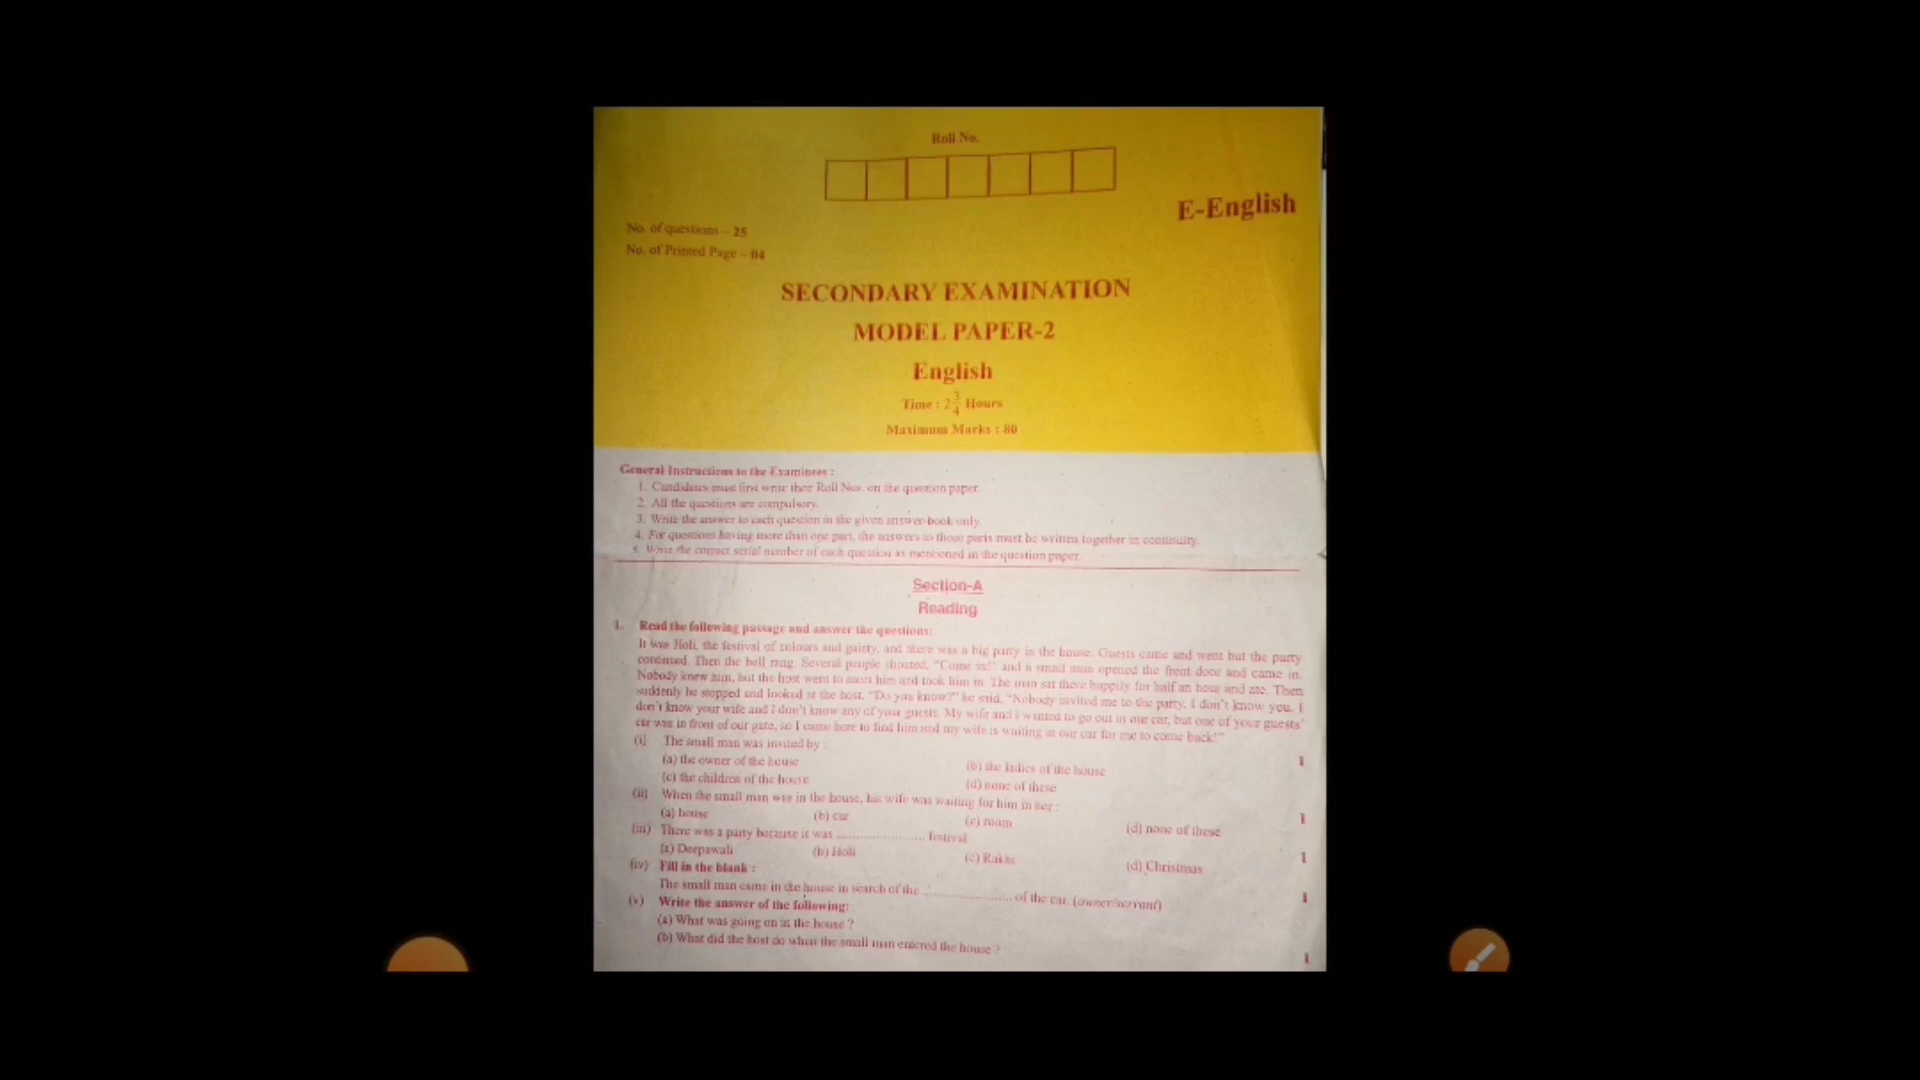 Roll No.
E-English
No. of questions – 25
No. of Printed Page – 04
SECONDARY EXAMINATION
MODEL PAPER-2
English
Time : 2 3/4 Hours
Maximum Marks : 80
General Instructions to the Examinees :
1. Candidates must first write their Roll Nos. on the question paper.
2. All the questions are compulsory.
3. Write the answer to each question in the given answer-book only.
4. For questions having more than one part, the answers to those parts must be written together in continuity.
5. Write the correct serial number of each question as mentioned in the question paper.
Section-A
Reading
1. Read the following passage and answer the questions:
It was Holi, the festival of colours and gaiety, and there was a big party in the house. Guests came and went but the party
continued. Then the bell rang. Several people shouted, "Come in!" and a small man opened the front door and came in.
Nobody knew him, but the host went to meet him and took him in. The man sat there happily for half an hour and ate. Then
suddenly he stopped and looked at the host. "Do you know?" he said, "Nobody invited me to the party. I don't know you. I
don't know your wife and I don't know any of your guests. My wife and I wanted to go out in our car, but one of your guests'
car was in front of our gate, so I came here to find him and my wife is waiting in our car for me to come back!"
(i) The small man was invited by : 1
(a) the owner of the house (b) the ladies of the house
(c) the children of the house (d) none of these
(ii) When the small man was in the house, his wife was waiting for him in her : 1
(a) house (b) car (c) room (d) none of these
(iii) There was a party because it was ........................ festival. 1
(a) Deepawali (b) Holi (c) Rakhi (d) Christmas
(iv) Fill in the blank :
The small man came in the house in search of the ........................ of the car. (owner/servant) 1
(v) Write the answer of the following:
(a) What was going on in the house ?
(b) What did the host do when the small man entered the house ? 1